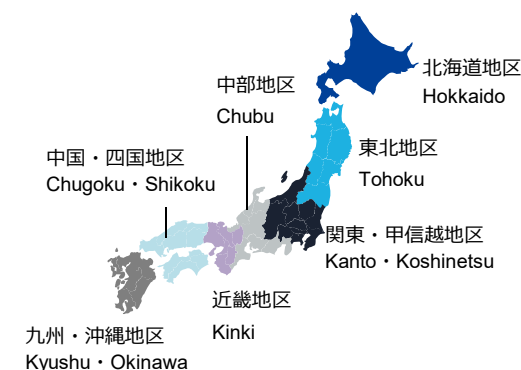 北海道地区
Hokkaido
中部地区
Chubu
東北地区
Tohoku
中国・四国地区
Chugoku・Shikoku
関東・甲信越地区
Kanto・Koshinetsu
近畿地区
Kinki
九州・沖縄地区
Kyushu・Okinawa